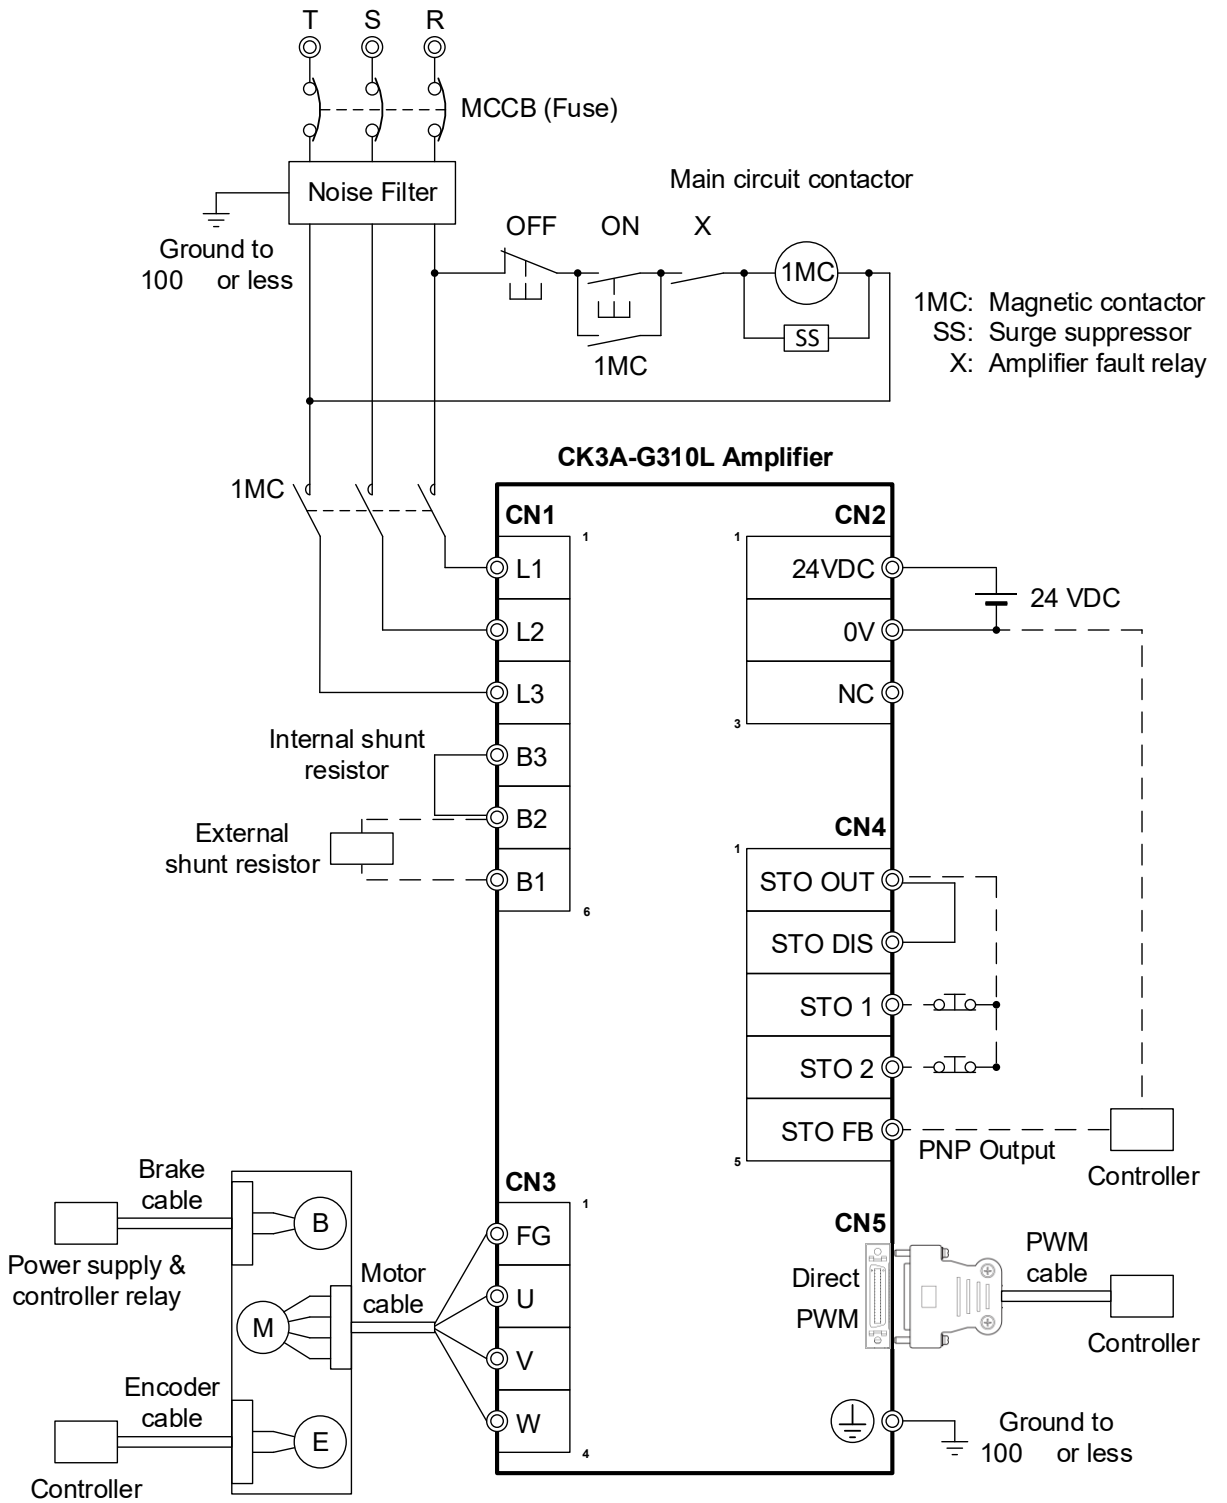 T S R
MCCB (Fuse)
Noise Filter
Main circuit contactor
OFF ON X
Ground to
100 or less
1MC
SS
1MC
1MC: Magnetic contactor
SS: Surge suppressor
X: Amplifier fault relay
CK3A-G310L Amplifier
1MC
CN1
1
L1
L2
L3
B3
B2
B1
6
Internal shunt
resistor
External
shunt resistor
CN2
1
24VDC
0V
NC
3
24 VDC
CN4
1
STO OUT
STO DIS
STO 1
STO 2
STO FB
5
PNP Output
Controller
CN3
1
FG
U
V
W
4
Brake
cable
B
Power supply &
controller relay
Motor
cable
M
Encoder
cable
E
Controller
CN5
Direct
PWM
PWM
cable
Controller
Ground to
100 or less